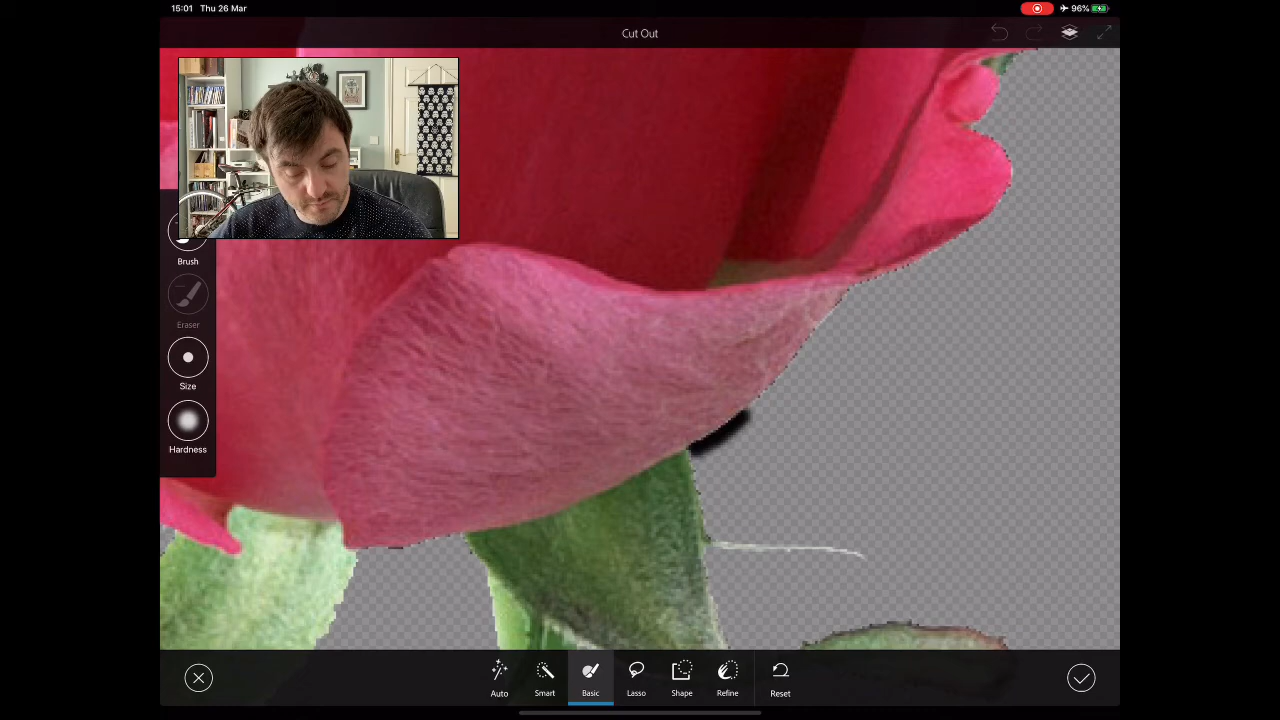 15:01 Thu 26 Mar
96%
Cut Out
Brush
Eraser
Size
Hardness
Auto Smart Basic Lasso Shape Refine Reset